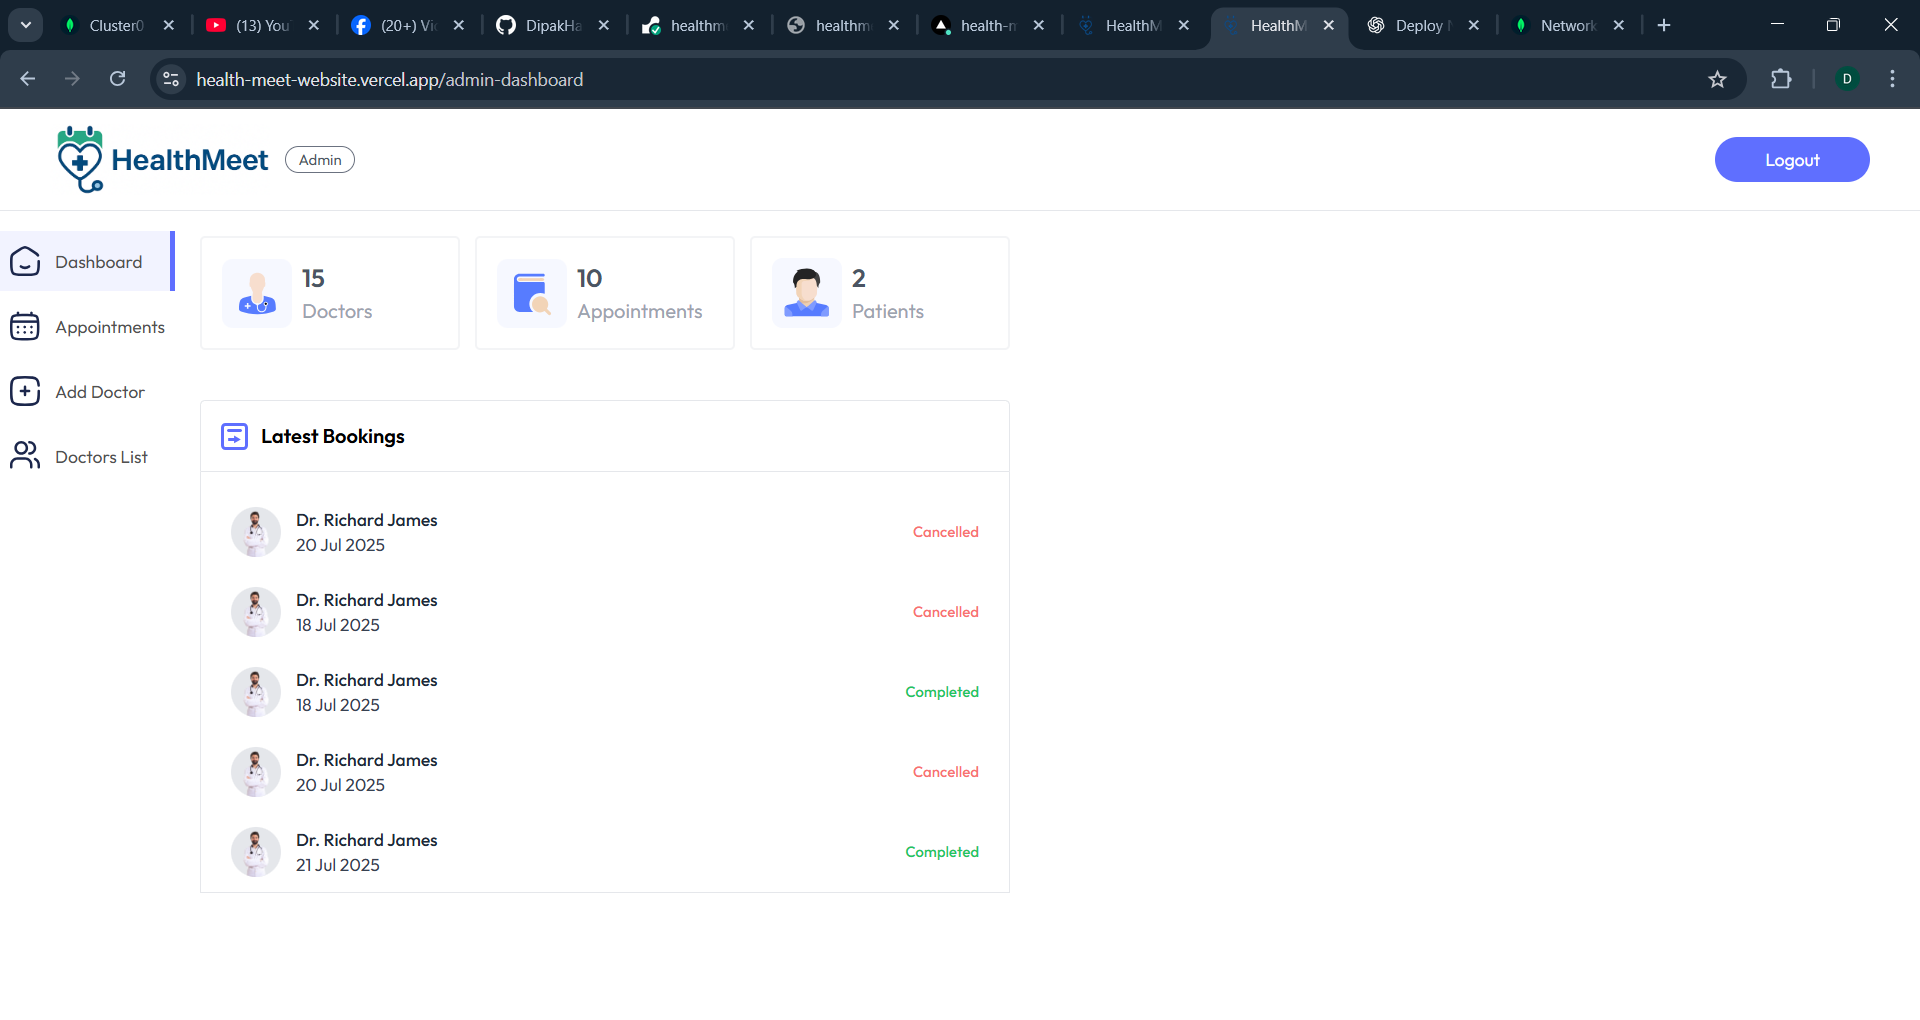 Cluster0
(13) You
(20+) Vi
DipakHa
healthm
healthm
health-m
HealthM
HealthM
Deploy
Network
health-meet-website.vercel.app/admin-dashboard
D
HealthMeet
Admin
Logout
Dashboard
Appointments
Add Doctor
Doctors List
15
Doctors
10
Appointments
2
Patients
Latest Bookings
Dr. Richard James
20 Jul 2025
Cancelled
Dr. Richard James
18 Jul 2025
Cancelled
Dr. Richard James
18 Jul 2025
Completed
Dr. Richard James
20 Jul 2025
Cancelled
Dr. Richard James
21 Jul 2025
Completed